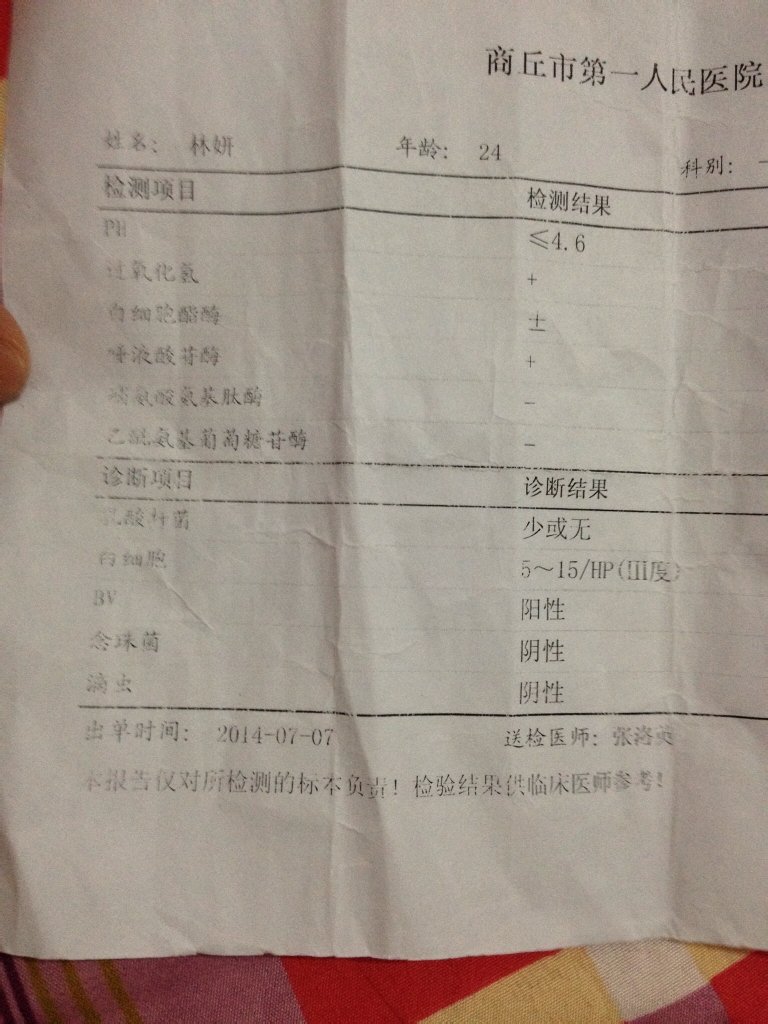 商丘市第一人民医院
姓名： 林妍 年龄： 24 科别：
检测项目 检测结果
PH ≤4.6
过氧化氢 +
白细胞酯酶 ±
唾液酸苷酶 +
脯氨酸氨基肽酶 -
乙酰氨基葡萄糖苷酶 -
诊断项目 诊断结果
乳酸杆菌 少或无
白细胞 5～15/HP(Ⅲ度)
BV 阳性
念珠菌 阴性
滴虫 阴性
出单时间： 2014-07-07 送检医师：张洛英
本报告仅对所检测的标本负责！检验结果供临床医师参考！